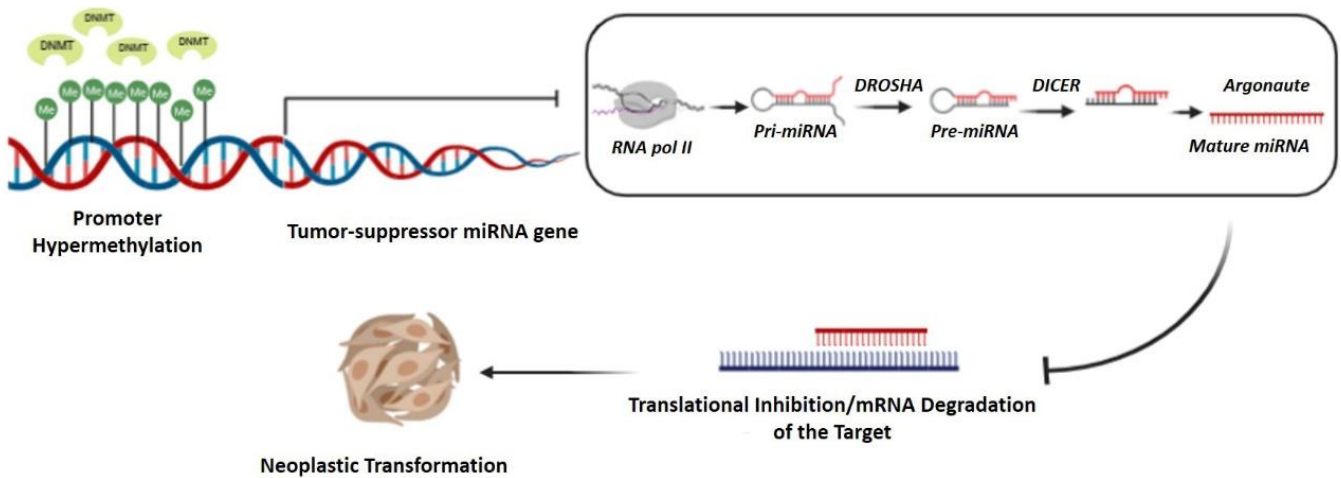 DNMT
DNMT
DNMT
DNMT
Me
Me
Me
Me
Me
Me
Me
Me
Promoter
Hypermethylation
Tumor-suppressor miRNA gene
RNA pol II
Pri-miRNA
DROSHA
Pre-miRNA
DICER
Argonaute
Mature miRNA
Translational Inhibition/mRNA Degradation
of the Target
Neoplastic Transformation